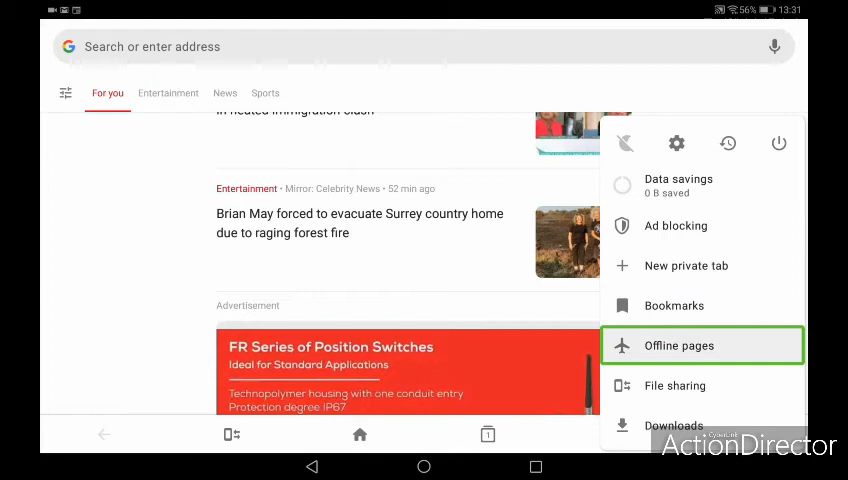 56% 13:31
Search or enter address
For you Entertainment News Sports
in heated immigration clash
Data savings
0 B saved
Entertainment • Mirror: Celebrity News • 52 min ago
Brian May forced to evacuate Surrey country home
due to raging forest fire
Ad blocking
New private tab
Advertisement
Bookmarks
FR Series of Position Switches
Ideal for Standard Applications
Offline pages
Technopolymer housing with one conduit entry
Protection degree IP67
File sharing
1
Downloads
CyberLink
ActionDirector